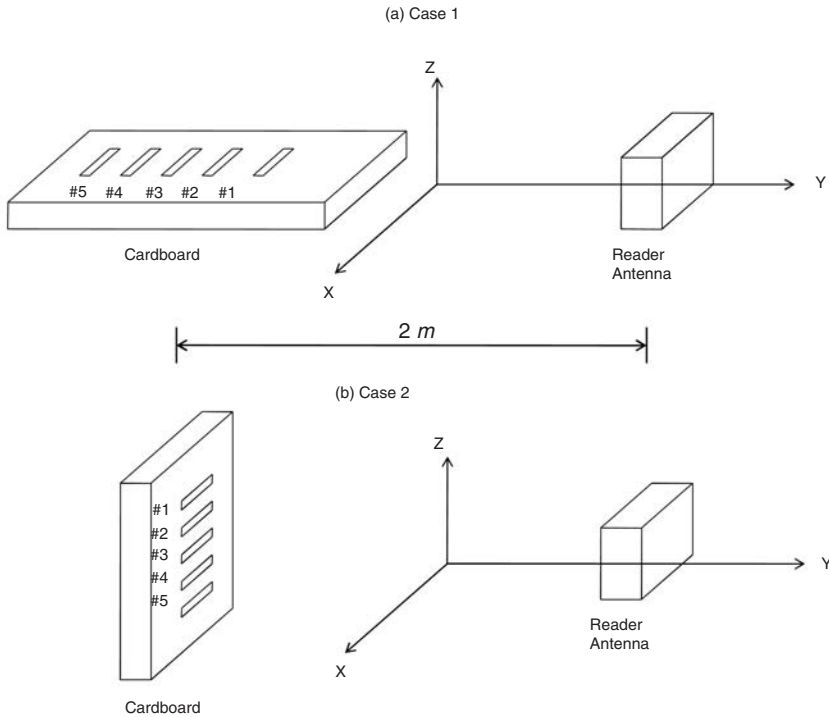 (a) Case 1
Z
#5 #4 #3 #2 #1
Y
Cardboard
Reader
Antenna
X
2 m
(b) Case 2
Z
#1
#2
#3
#4
#5
Y
Reader
Antenna
X
Cardboard